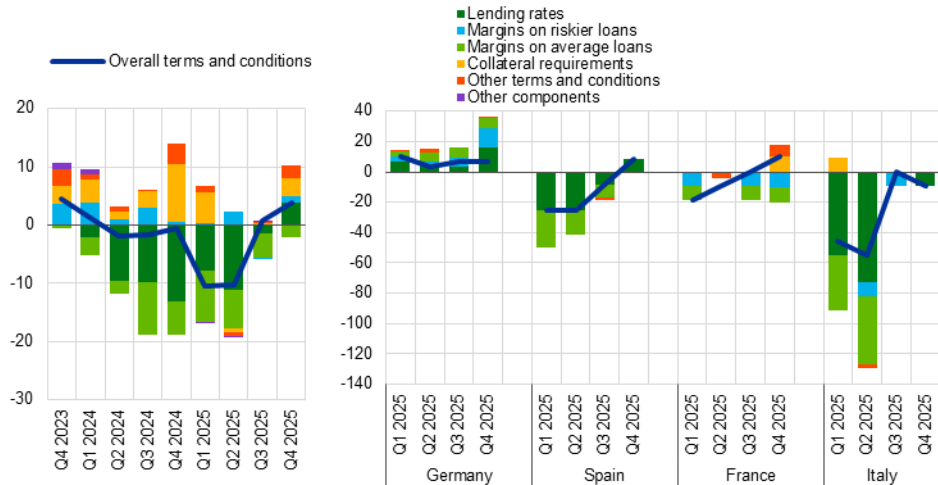 Overall terms and conditions
Lending rates
Margins on riskier loans
Margins on average loans
Collateral requirements
Other terms and conditions
Other components
20
10
0
-10
-20
-30
Q4 2023
Q1 2024
Q2 2024
Q3 2024
Q4 2024
Q1 2025
Q2 2025
Q3 2025
Q4 2025
40
20
0
-20
-40
-60
-80
-100
-120
-140
Q1 2025
Q2 2025
Q3 2025
Q4 2025
Q1 2025
Q2 2025
Q3 2025
Q4 2025
Q1 2025
Q2 2025
Q3 2025
Q4 2025
Q1 2025
Q2 2025
Q3 2025
Q4 2025
Germany
Spain
France
Italy